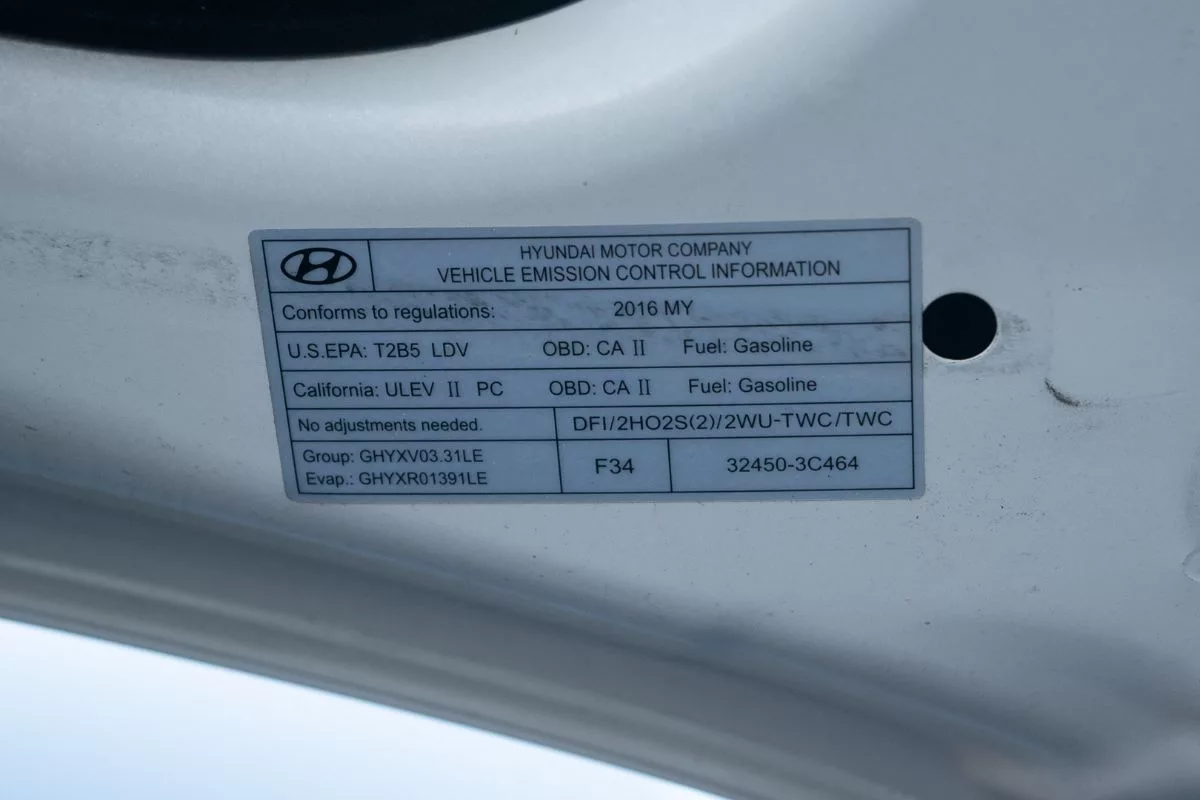 HYUNDAI MOTOR COMPANY
VEHICLE EMISSION CONTROL INFORMATION
Conforms to regulations: 2016 MY
U.S.EPA: T2B5 LDV OBD: CA II Fuel: Gasoline
California: ULEV II PC OBD: CA II Fuel: Gasoline
No adjustments needed. DFI/2HO2S(2)/2WU-TWC/TWC
Group: GHYXV03.31LE
Evap.: GHYXR01391LE
F34 32450-3C464